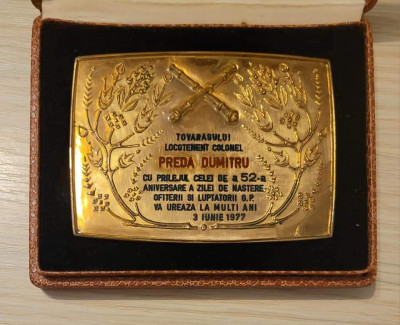 TOVARASULUI
LOCOTENENT COLONEL
PREDA DUMITRU
CU PRILEJUL CELEI DE a 52-a
ANIVERSARE A ZILEI DE NASTERE
OFITERII SI LUPTATORII G.P.
VA UREAZA LA MULTI ANI
3 IUNIE 1977